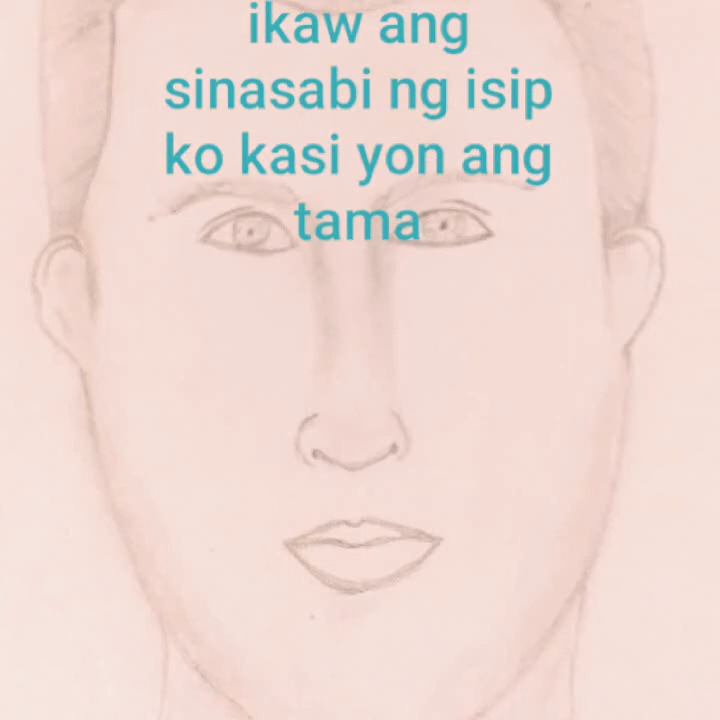 ikaw ang
sinasabi ng isip
ko kasi yon ang
tama